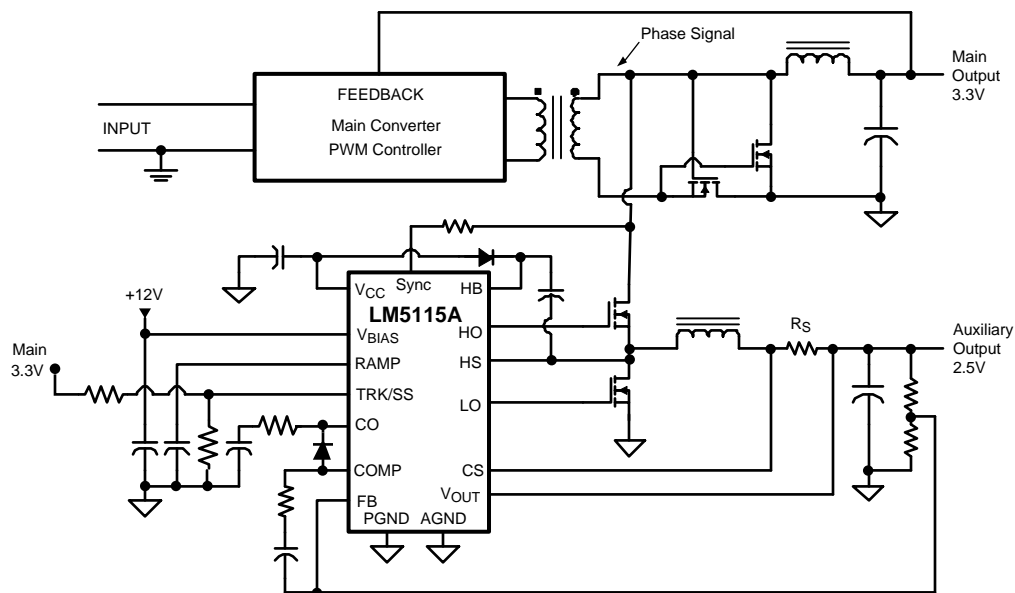 Phase Signal
Main
Output
3.3V
FEEDBACK
Main Converter
PWM Controller
INPUT
+12V
Main
3.3V
Sync
VCC
HB
LM5115A
VBIAS
HO
RAMP
HS
TRK/SS
LO
CO
COMP
CS
VOUT
FB
PGND
AGND
RS
Auxiliary
Output
2.5V